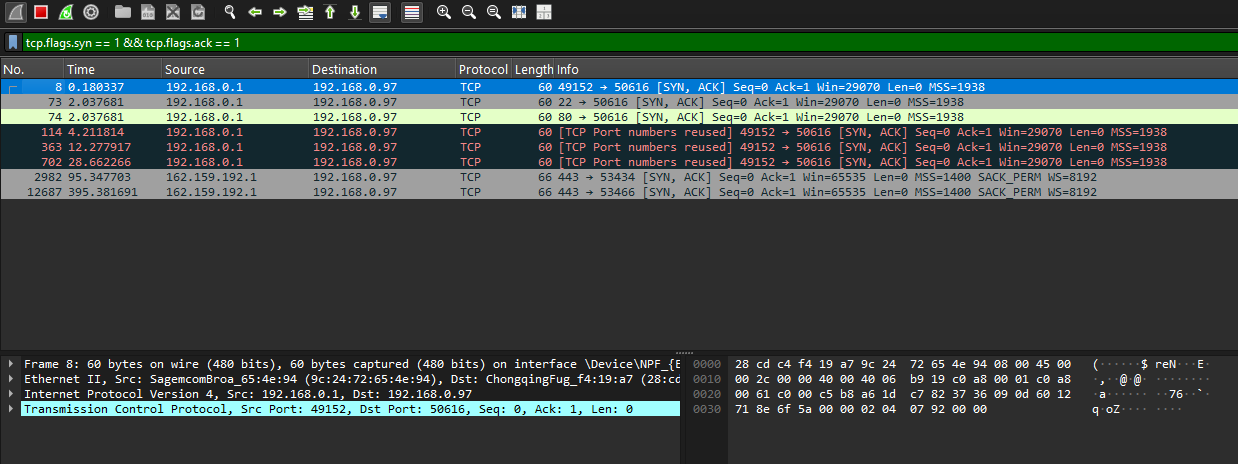 tcp.flags.syn == 1 && tcp.flags.ack == 1
No. Time Source Destination Protocol Length Info
8 0.180337 192.168.0.1 192.168.0.97 TCP 60 49152 → 50616 [SYN, ACK] Seq=0 Ack=1 Win=29070 Len=0 MSS=1938
73 2.037681 192.168.0.1 192.168.0.97 TCP 60 22 → 50616 [SYN, ACK] Seq=0 Ack=1 Win=29070 Len=0 MSS=1938
74 2.037681 192.168.0.1 192.168.0.97 TCP 60 80 → 50616 [SYN, ACK] Seq=0 Ack=1 Win=29070 Len=0 MSS=1938
114 4.211814 192.168.0.1 192.168.0.97 TCP 60 [TCP Port numbers reused] 49152 → 50616 [SYN, ACK] Seq=0 Ack=1 Win=29070 Len=0 MSS=1938
363 12.277917 192.168.0.1 192.168.0.97 TCP 60 [TCP Port numbers reused] 49152 → 50616 [SYN, ACK] Seq=0 Ack=1 Win=29070 Len=0 MSS=1938
702 28.662266 192.168.0.1 192.168.0.97 TCP 60 [TCP Port numbers reused] 49152 → 50616 [SYN, ACK] Seq=0 Ack=1 Win=29070 Len=0 MSS=1938
2982 95.347703 162.159.192.1 192.168.0.97 TCP 66 443 → 53434 [SYN, ACK] Seq=0 Ack=1 Win=65535 Len=0 MSS=1400 SACK_PERM WS=8192
12687 395.381691 162.159.192.1 192.168.0.97 TCP 66 443 → 53466 [SYN, ACK] Seq=0 Ack=1 Win=65535 Len=0 MSS=1400 SACK_PERM WS=8192
Frame 8: 60 bytes on wire (480 bits), 60 bytes captured (480 bits) on interface \Device\NPF_{E
Ethernet II, Src: SagemcomBroa_65:4e:94 (9c:24:72:65:4e:94), Dst: ChongqingFug_f4:19:a7 (28:cd
Internet Protocol Version 4, Src: 192.168.0.1, Dst: 192.168.0.97
Transmission Control Protocol, Src Port: 49152, Dst Port: 50616, Seq: 0, Ack: 1, Len: 0
0000 28 cd c4 f4 19 a7 9c 24 72 65 4e 94 08 00 45 00 (······$ reN···E·
0010 00 2c 00 00 40 00 40 06 b9 19 c0 a8 00 01 c0 a8 ·,··@·@· ········
0020 00 61 c0 00 c5 b8 a6 1d c7 82 37 36 09 0d 60 12 ·a······ ··76··`·
0030 71 8e 6f 5a 00 00 02 04 07 92 00 00 q·oZ···· ····